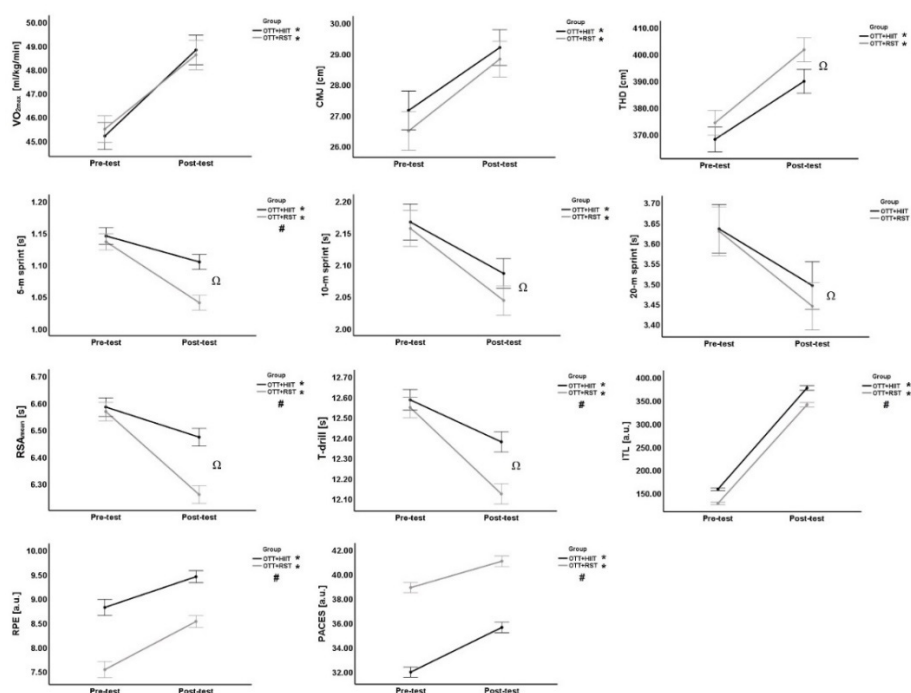 VO₂max [ml/kg/min]
50.00
49.00
48.00
47.00
46.00
45.00
Pre-test Post-test
Group
OTT+HIIT *
OTT+RST *
CMJ [cm]
30.00
29.00
28.00
27.00
26.00
Pre-test Post-test
Group
OTT+HIIT *
OTT+RST *
THD [cm]
410.00
400.00
390.00
380.00
370.00
Ω
Pre-test Post-test
Group
OTT+HIIT *
OTT+RST *
5-m sprint [s]
1.20
1.15
1.10
1.05
1.00
Ω
Pre-test Post-test
Group
OTT+HIIT *
OTT+RST *
#
10-m sprint [s]
2.20
2.15
2.10
2.05
2.00
Ω
Pre-test Post-test
Group
OTT+HIIT *
OTT+RST *
20-m sprint [s]
3.70
3.60
3.50
3.40
Ω
Pre-test Post-test
Group
OTT+HIIT
OTT+RST
RSAmean [s]
6.70
6.60
6.50
6.40
6.30
Ω
Pre-test Post-test
Group
OTT+HIIT *
OTT+RST *
#
T-drill [s]
12.70
12.60
12.50
12.40
12.30
12.20
12.10
Ω
Pre-test Post-test
Group
OTT+HIIT *
OTT+RST *
#
ITL [a.u.]
400.00
350.00
300.00
250.00
200.00
150.00
Pre-test Post-test
Group
OTT+HIIT *
OTT+RST *
#
RPE [a.u.]
10.00
9.50
9.00
8.50
8.00
7.50
Pre-test Post-test
Group
OTT+HIIT *
OTT+RST *
#
PACES [a.u.]
42.00
40.00
38.00
36.00
34.00
32.00
Pre-test Post-test
Group
OTT+HIIT *
OTT+RST *
#